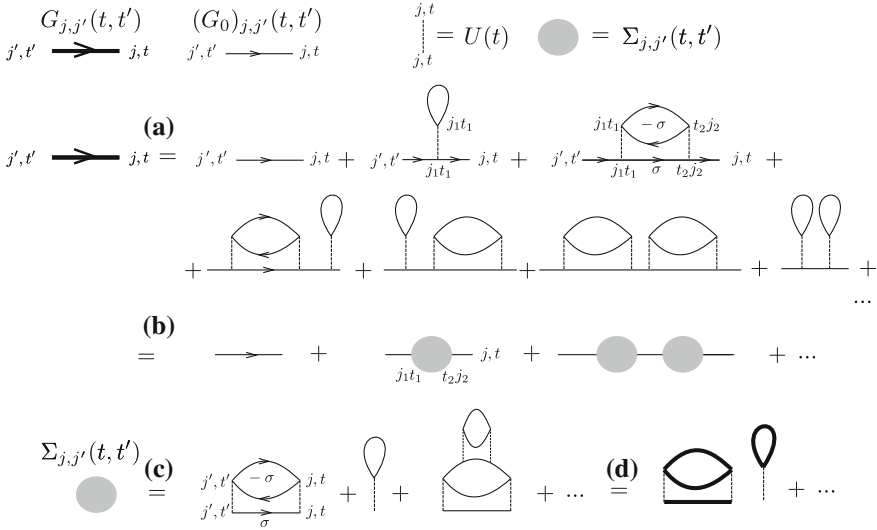 G_{j,j'}(t,t') (G_0)_{j,j'}(t,t') j,t = U(t) = Σ_{j,j'}(t,t')
j',t' j,t j',t' j,t j,t
(a)
j',t' j,t = j',t' j,t + j',t' j_1t_1 j_1t_1 j,t + j',t' j_1t_1 -σ t_2j_2 j_1t_1 σ t_2j_2 j,t +
+ + + + +
...
(b)
= + j_1t_1 t_2j_2 j,t + + ...
Σ_{j,j'}(t,t') (c) = j',t' -σ j,t j',t' σ j,t + + + ... (d) = + ...